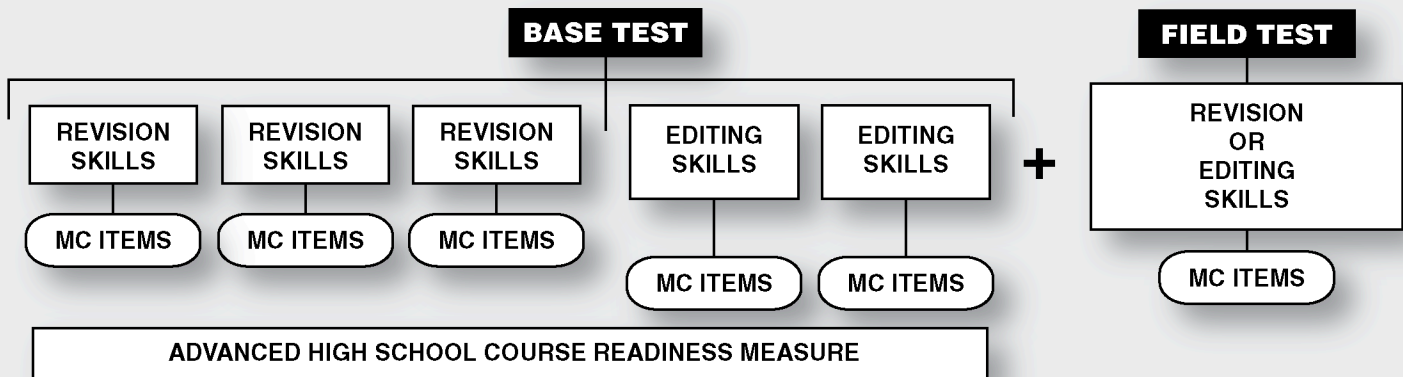 BASE TEST
FIELD TEST
REVISION
SKILLS
REVISION
SKILLS
REVISION
SKILLS
EDITING
SKILLS
EDITING
SKILLS
+
REVISION
OR
EDITING
SKILLS
MC ITEMS
MC ITEMS
MC ITEMS
MC ITEMS
MC ITEMS
MC ITEMS
ADVANCED HIGH SCHOOL COURSE READINESS MEASURE